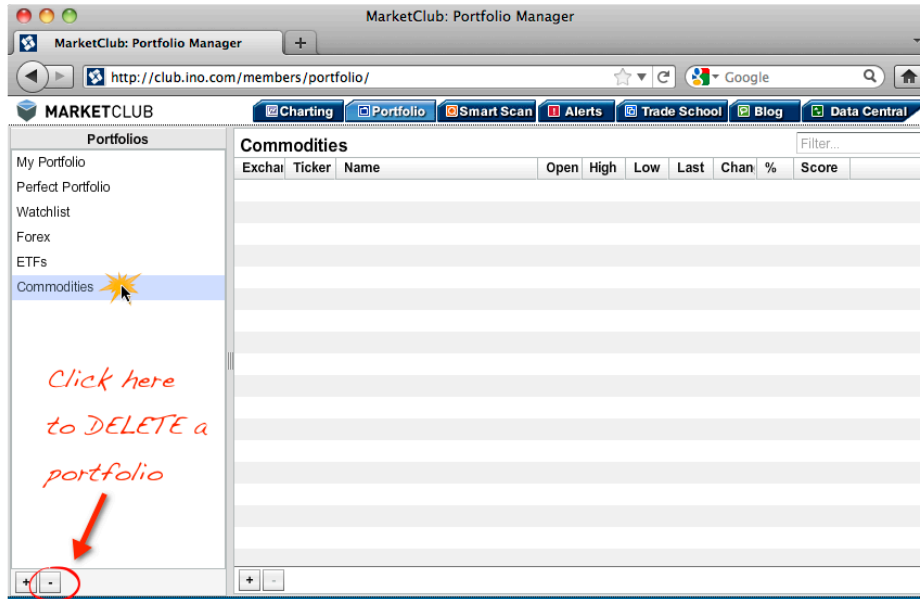 MarketClub: Portfolio Manager
MarketClub: Portfolio Manager +
http://club.ino.com/members/portfolio/ Google
MARKETCLUB Charting Portfolio Smart Scan Alerts Trade School Blog Data Central
Portfolios
My Portfolio
Perfect Portfolio
Watchlist
Forex
ETFs
Commodities
Click here
to DELETE a
portfolio
+ -
Commodities Filter...
Exchai Ticker Name Open High Low Last Chan % Score
+ -